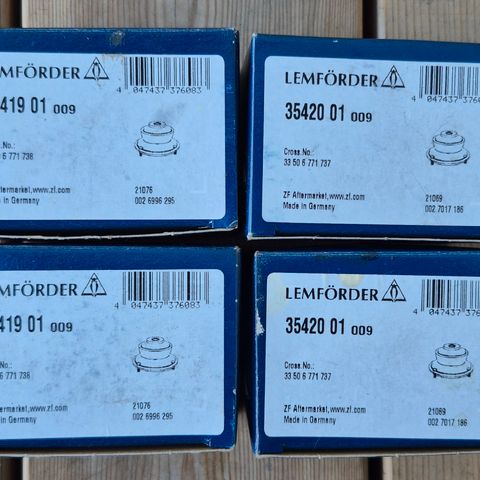 LEMFÖRDER
419 01 009
4 047437 376083
Cross.No.:
6 771 738
Aftermarket,www.zf.com
in Germany
21076
002 6996 295
LEMFÖRDER
35420 01 009
4 047437 376
Cross.No.:
33 50 6 771 737
ZF Aftermarket,www.zf.com
Made in Germany
21069
002 7017 186
LEMFÖRDER
419 01 009
4 047437 376083
6 771 738
Aftermarket,www.zf.com
in Germany
21076
002 6996 295
LEMFÖRDER
35420 01 009
4 047437 376
Cross.No.:
33 50 6 771 737
ZF Aftermarket,www.zf.com
Made in Germany
21069
002 7017 186